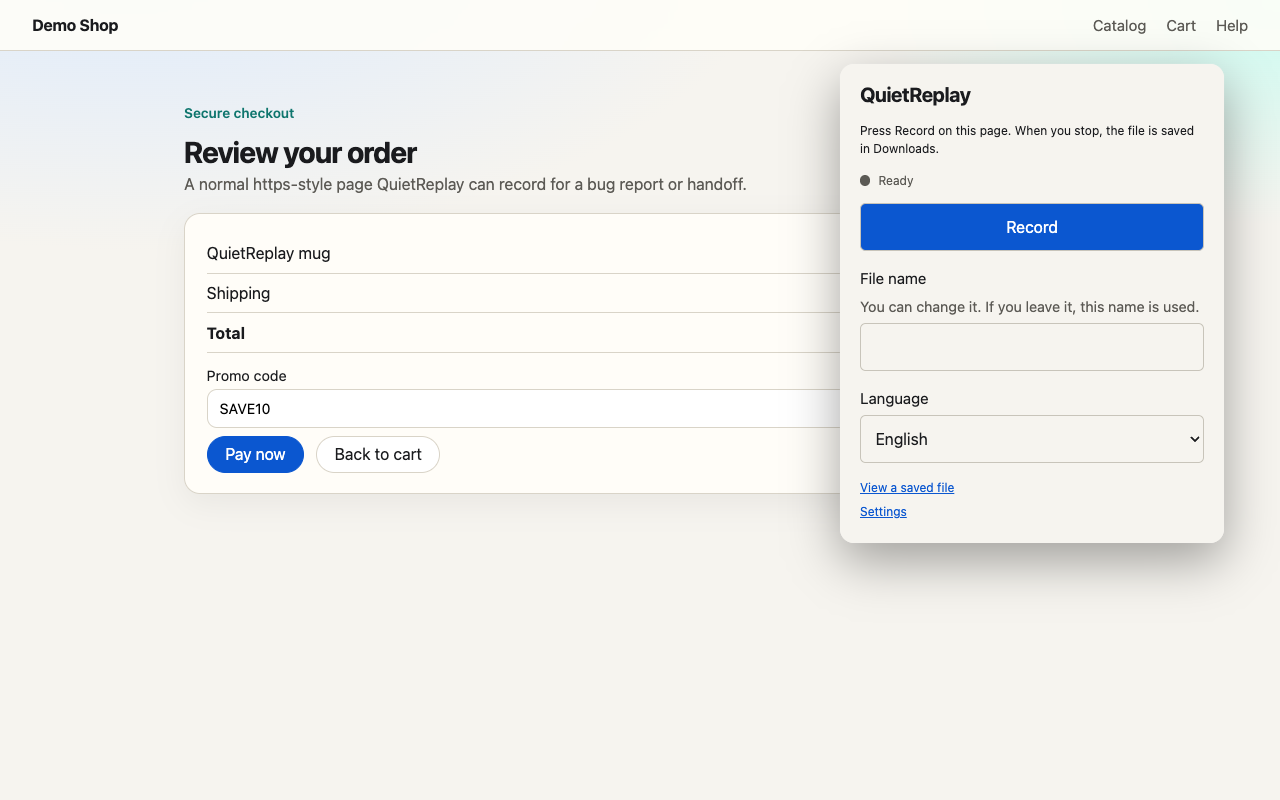 Demo Shop
Catalog
Cart
Help
Secure checkout
Review your order
A normal https-style page QuietReplay can record for a bug report or handoff.
QuietReplay mug
Shipping
Total
Promo code
SAVE10
Pay now
Back to cart
QuietReplay
Press Record on this page. When you stop, the file is saved
in Downloads.
Ready
Record
File name
You can change it. If you leave it, this name is used.
Language
English
View a saved file
Settings